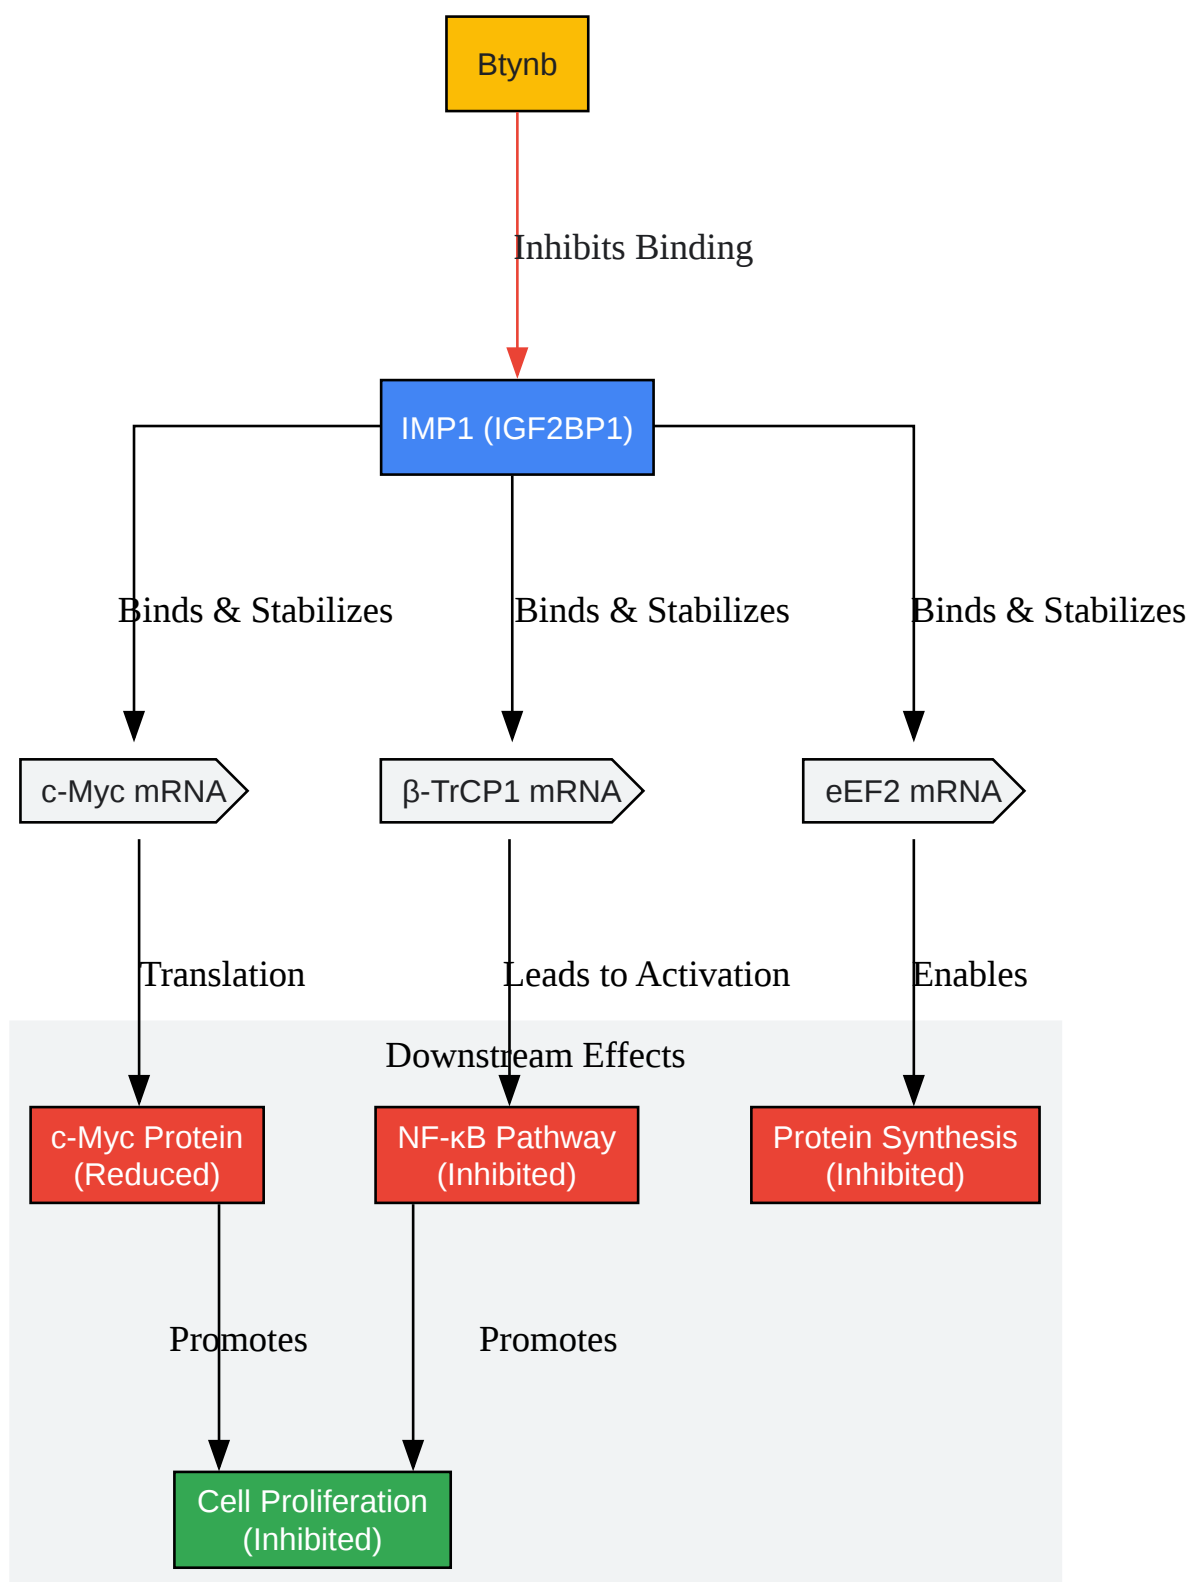 Btynb
Inhibits Binding
IMP1 (IGF2BP1)
Binds & Stabilizes
Binds & Stabilizes
Binds & Stabilizes
c-Myc mRNA
β-TrCP1 mRNA
eEF2 mRNA
Translation
Leads to Activation
Enables
Downstream Effects
c-Myc Protein
(Reduced)
NF-κB Pathway
(Inhibited)
Protein Synthesis
(Inhibited)
Promotes
Promotes
Cell Proliferation
(Inhibited)